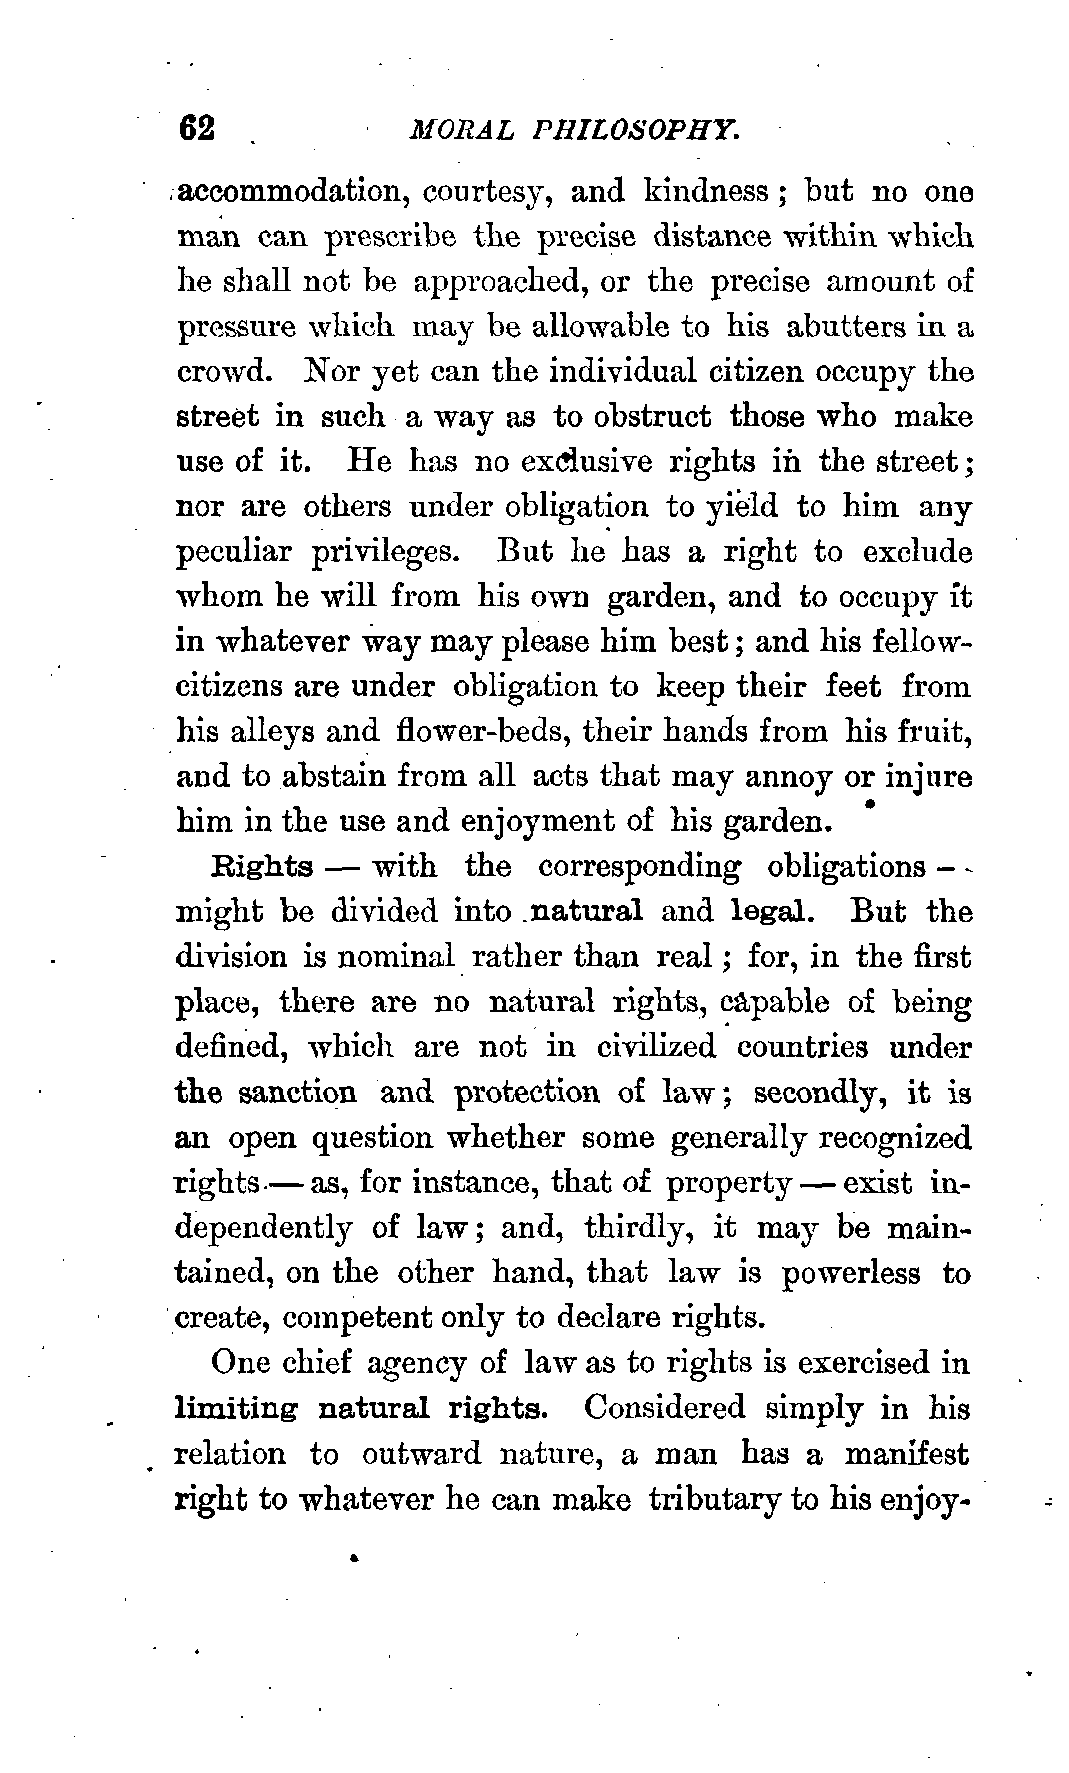 62 MORAL PHILOSOPHY.
accommodation, courtesy, and kindness; but no one
man can prescribe the precise distance within which
he shall not be approached, or the precise amount of
pressure which may be allowable to his abutters in a
crowd. Nor yet can the individual citizen occupy the
street in such a way as to obstruct those who make
use of it. He has no exclusive rights in the street;
nor are others under obligation to yield to him any
peculiar privileges. But he has a right to exclude
whom he will from his own garden, and to occupy it
in whatever way may please him best; and his fellow-
citizens are under obligation to keep their feet from
his alleys and flower-beds, their hands from his fruit,
and to abstain from all acts that may annoy or injure
him in the use and enjoyment of his garden.
Rights — with the corresponding obligations —
might be divided into natural and legal. But the
division is nominal rather than real; for, in the first
place, there are no natural rights, capable of being
defined, which are not in civilized countries under
the sanction and protection of law; secondly, it is
an open question whether some generally recognized
rights — as, for instance, that of property — exist in-
dependently of law; and, thirdly, it may be main-
tained, on the other hand, that law is powerless to
create, competent only to declare rights.
One chief agency of law as to rights is exercised in
limiting natural rights. Considered simply in his
relation to outward nature, a man has a manifest
right to whatever he can make tributary to his enjoy-